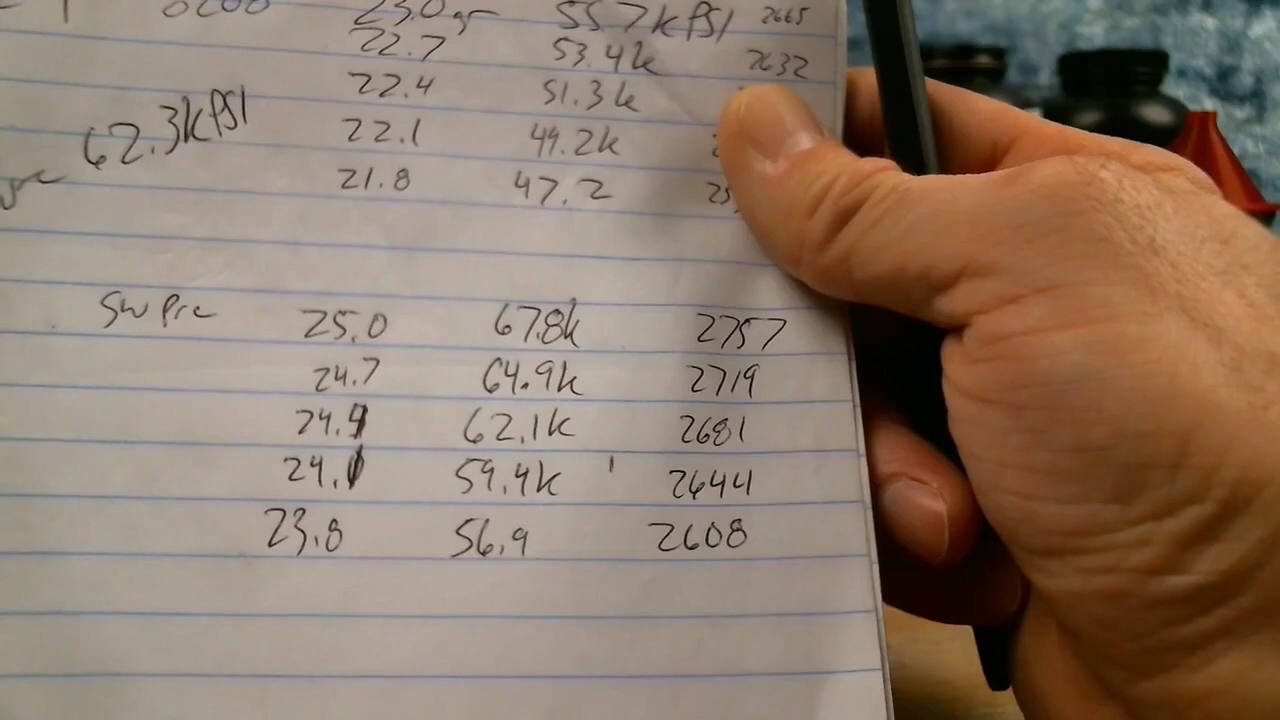 23.0gr 55.7kPSI 2665
22.7 53.4k 2632
22.4 51.3k
62.3kPSI 22.1 49.2k
21.8 47.2
SW Prc 25.0 67.8k 2757
24.7 64.9k 2719
24.4 62.1k 2681
24.1 59.4k 2644
23.8 56.9 2608